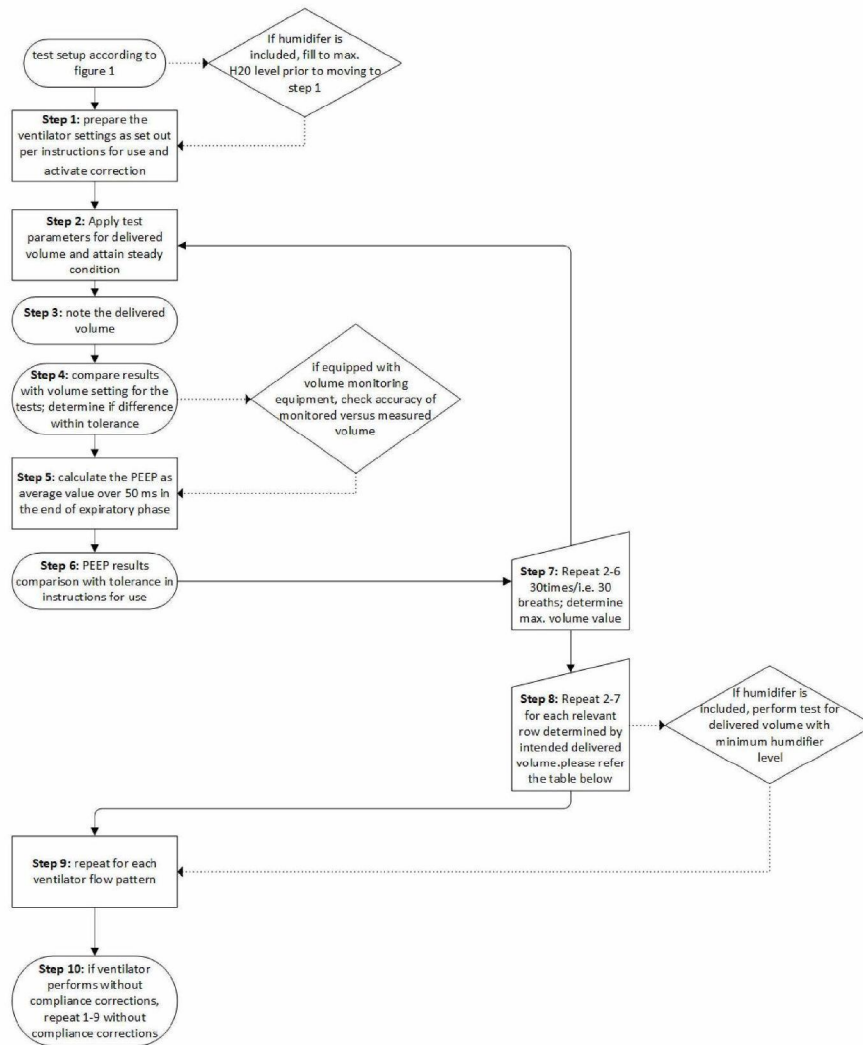 test setup according to
figure 1
If humidifer is
included, fill to max.
H20 level prior to moving to
step 1
Step 1: prepare the
ventilator settings as set out
per instructions for use and
activate correction
Step 2: Apply test
parameters for delivered
volume and attain steady
condition
Step 3: note the delivered
volume
Step 4: compare results
with volume setting for the
tests; determine if difference
within tolerance
if equipped with
volume monitoring
equipment, check accuracy of
monitored versus measured
volume
Step 5: calculate the PEEP as
average value over 50 ms in
the end of expiratory phase
Step 6: PEEP results
comparison with tolerance in
instructions for use
Step 7: Repeat 2-6
30times/i.e. 30
breaths; determine
max. volume value
Step 8: Repeat 2-7
for each relevant
row determined by
intended delivered
volume.please refer
the table below
If humidifer is
included, perform test for
delivered volume with
minimum humdifier
level
Step 9: repeat for each
ventilator flow pattern
Step 10: if ventilator
performs without
compliance corrections,
repeat 1-9 without
compliance corrections